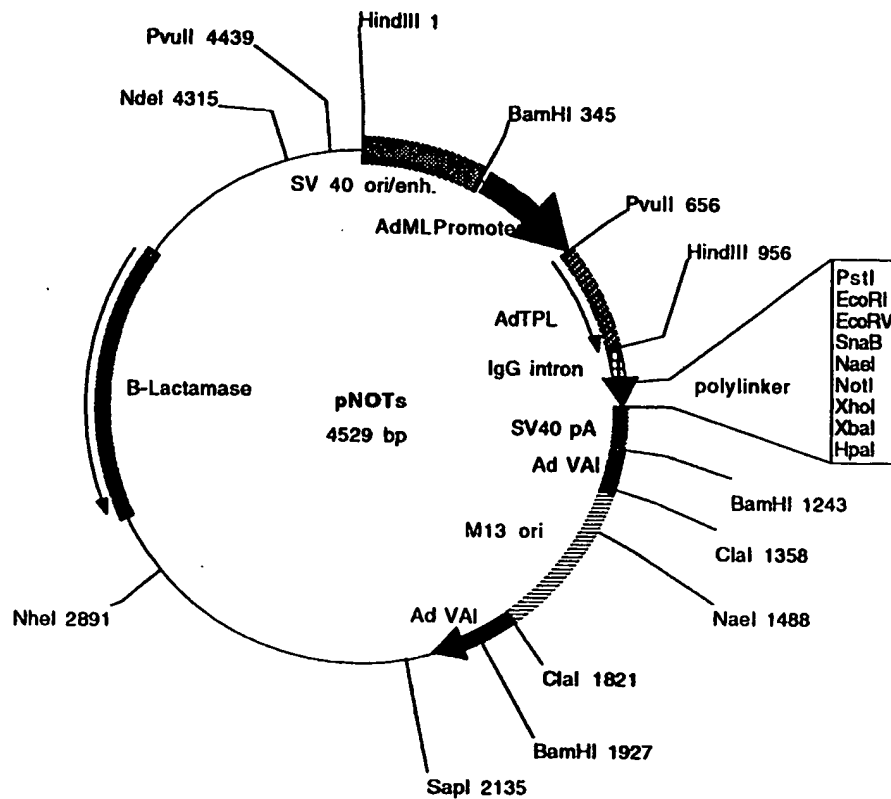 HindIII 1
PvuII 4439
NdeI 4315
BamHI 345
SV 40 ori/enh.
AdMLPromote
PvuII 656
HindIII 956
PstI
EcoRI
EcoRV
SnaB
NaeI
NotI
XhoI
XbaI
HpaI
AdTPL
IgG intron
polylinker
B-Lactamase
pNOTs
4529 bp
SV40 pA
Ad VAI
BamHI 1243
M13 ori
ClaI 1358
NheI 2891
Ad VAI
NaeI 1488
ClaI 1821
BamHI 1927
SapI 2135